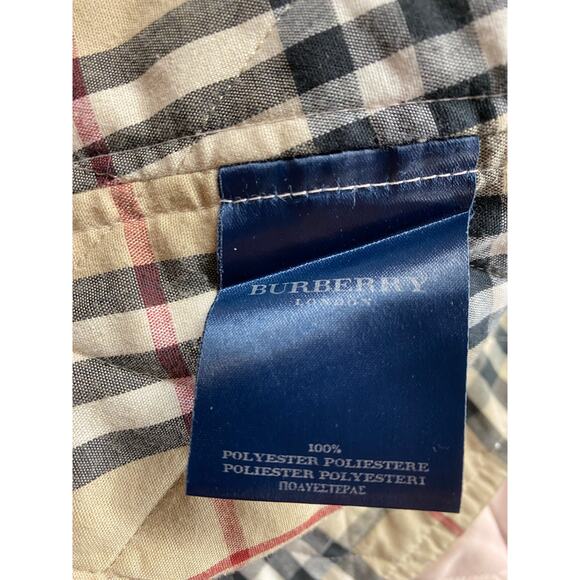 BURBERRY
LONDON
100%
POLYESTER POLIESTERE
POLIESTER POLYESTERI
ΠΟΛΥΕΣΤΕΡΑΣ